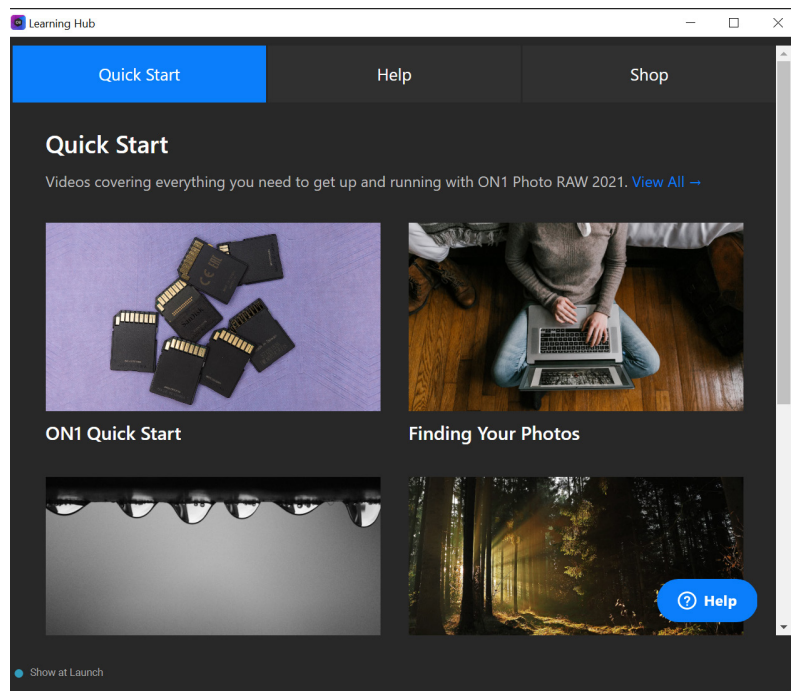 Learning Hub
Quick Start
Help
Shop
Quick Start
Videos covering everything you need to get up and running with ON1 Photo RAW 2021. View All →
ON1 Quick Start
Finding Your Photos
Help
Show at Launch